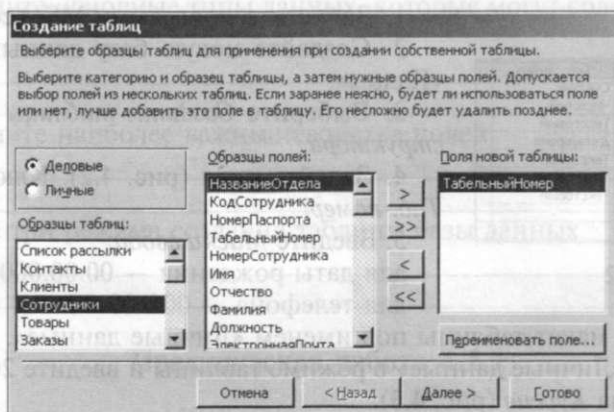 Создание таблиц
Выберите образцы таблиц для применения при создании собственной таблицы.
Выберите категорию и образец таблицы, а затем нужные образцы полей. Допускается
выбор полей из нескольких таблиц. Если заранее неясно, будет ли использоваться поле
или нет, лучше добавить это поле в таблицу. Его несложно будет удалить позднее.
Деловые
Личные
Образцы таблиц:
Список рассылки
Контакты
Клиенты
Сотрудники
Товары
Заказы
Образцы полей:
НазваниеОтдела
КодСотрудника
НомерПаспорта
ТабельныйНомер
НомерСотрудника
Имя
Отчество
Фамилия
Должность
ЭлектроннаяПочта
>
>>
<
<<
Поля новой таблицы:
ТабельныйНомер
Переименовать поле...
Отмена
< Назад
Далее >
Готово